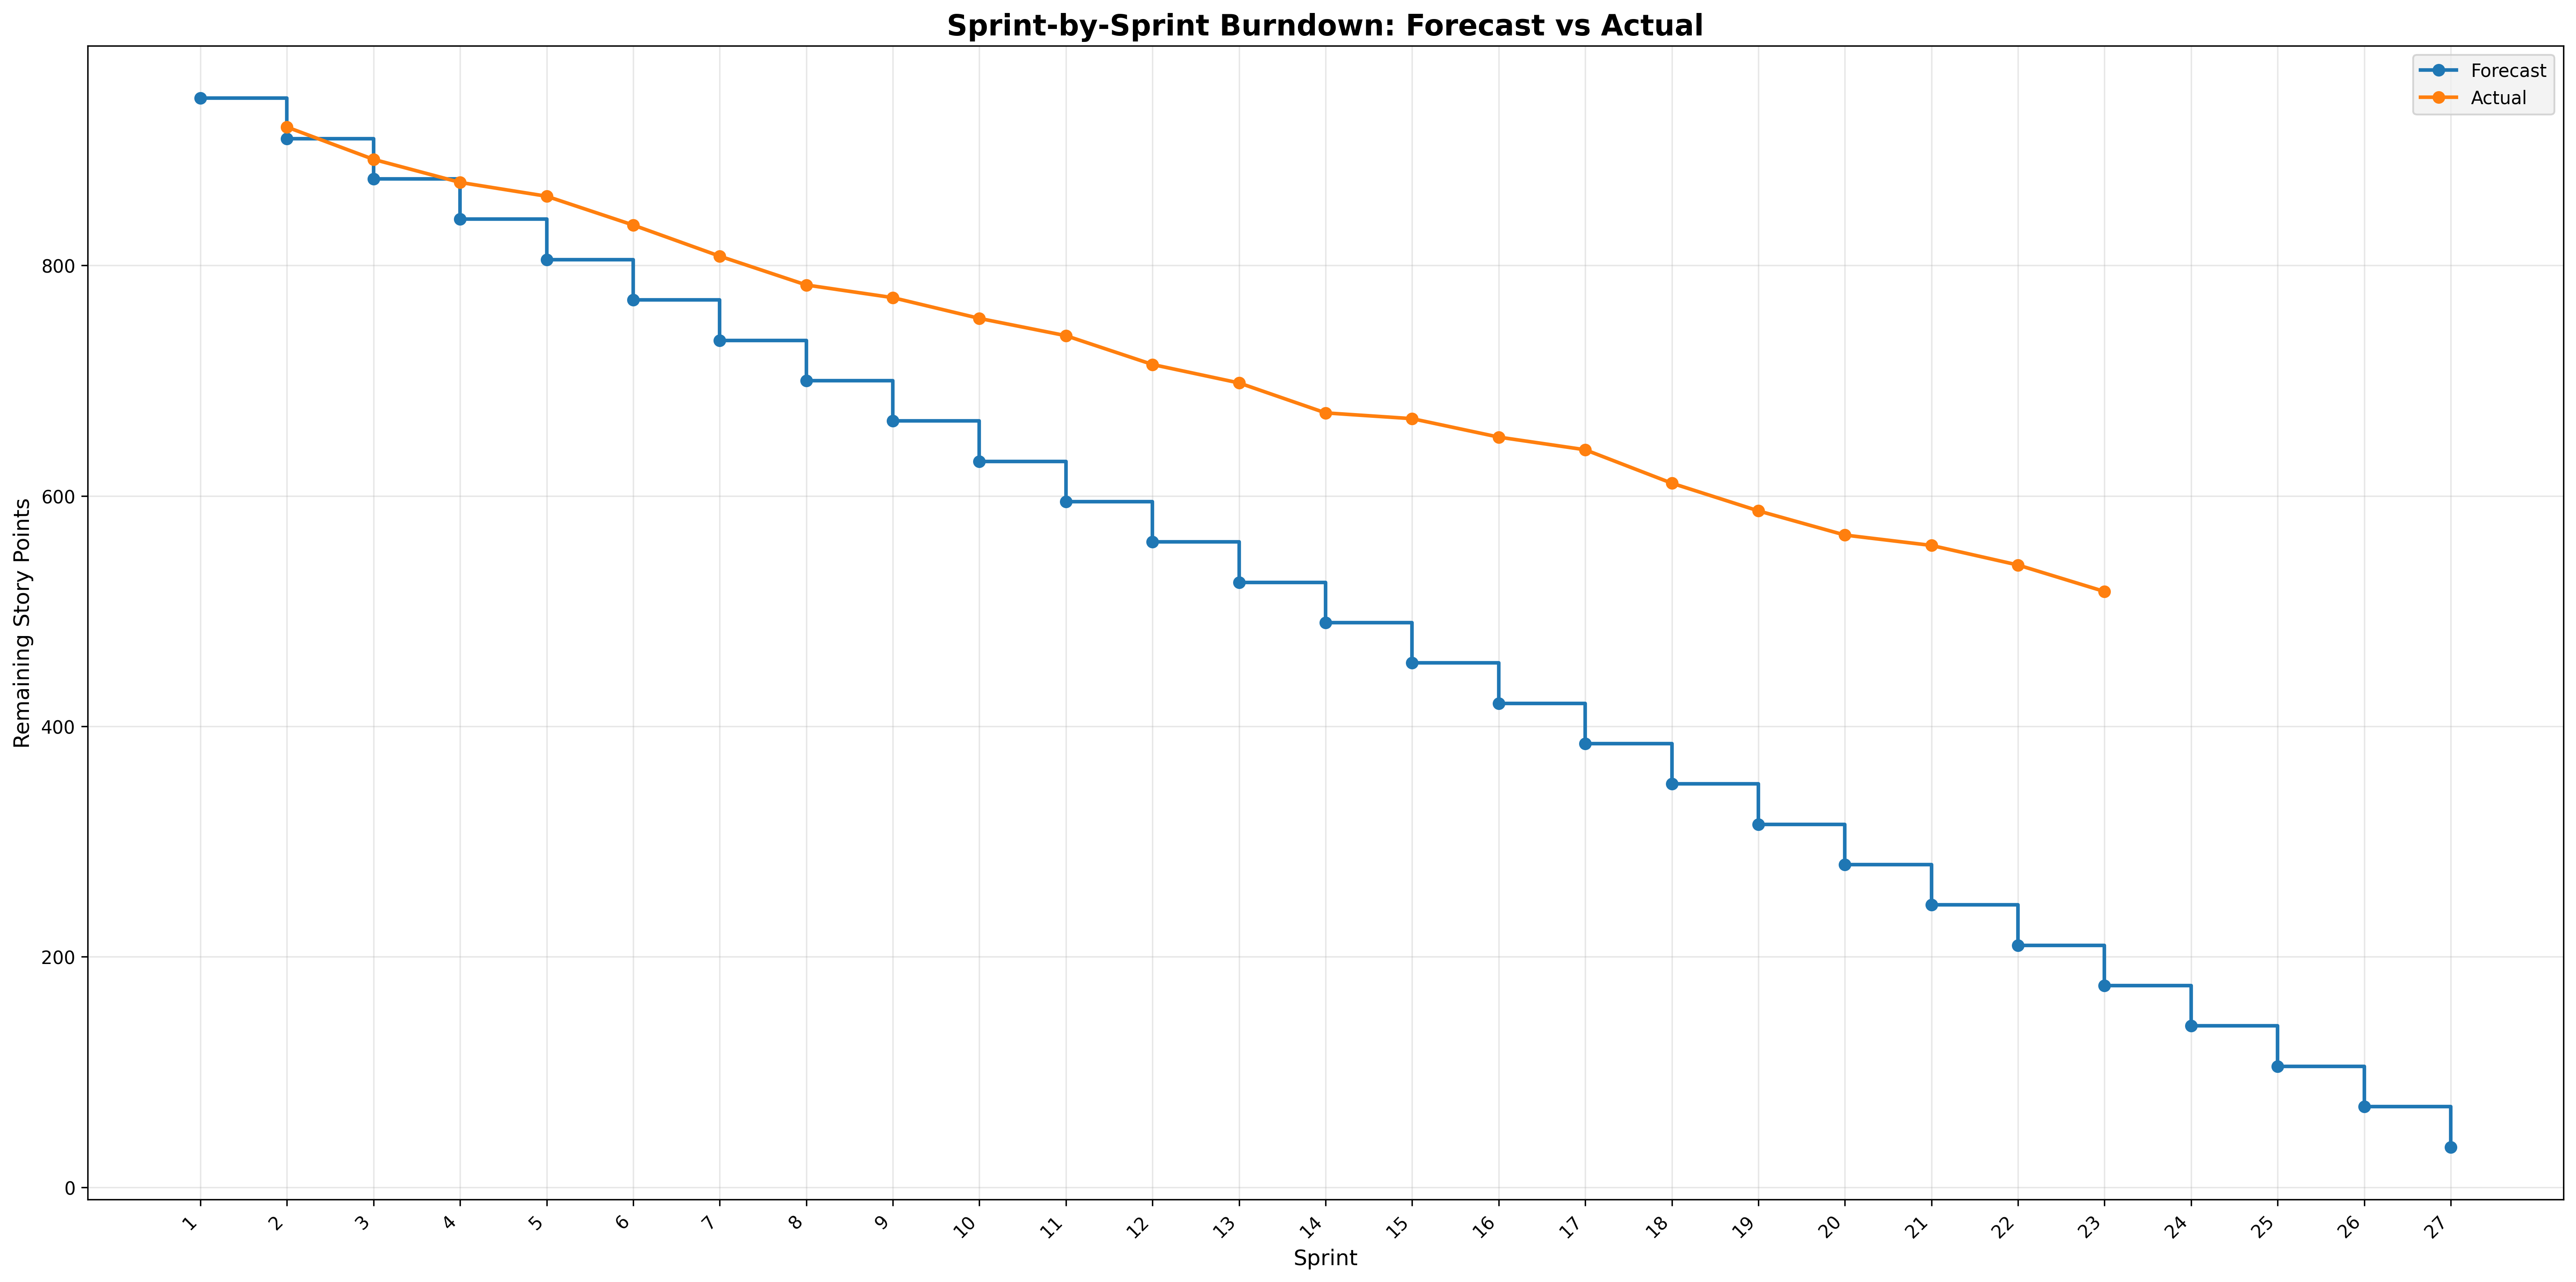 Sprint-by-Sprint Burndown: Forecast vs Actual
Forecast
Actual
Remaining Story Points
800
600
400
200
0
1 2 3 4 5 6 7 8 9 10 11 12 13 14 15 16 17 18 19 20 21 22 23 24 25 26 27
Sprint